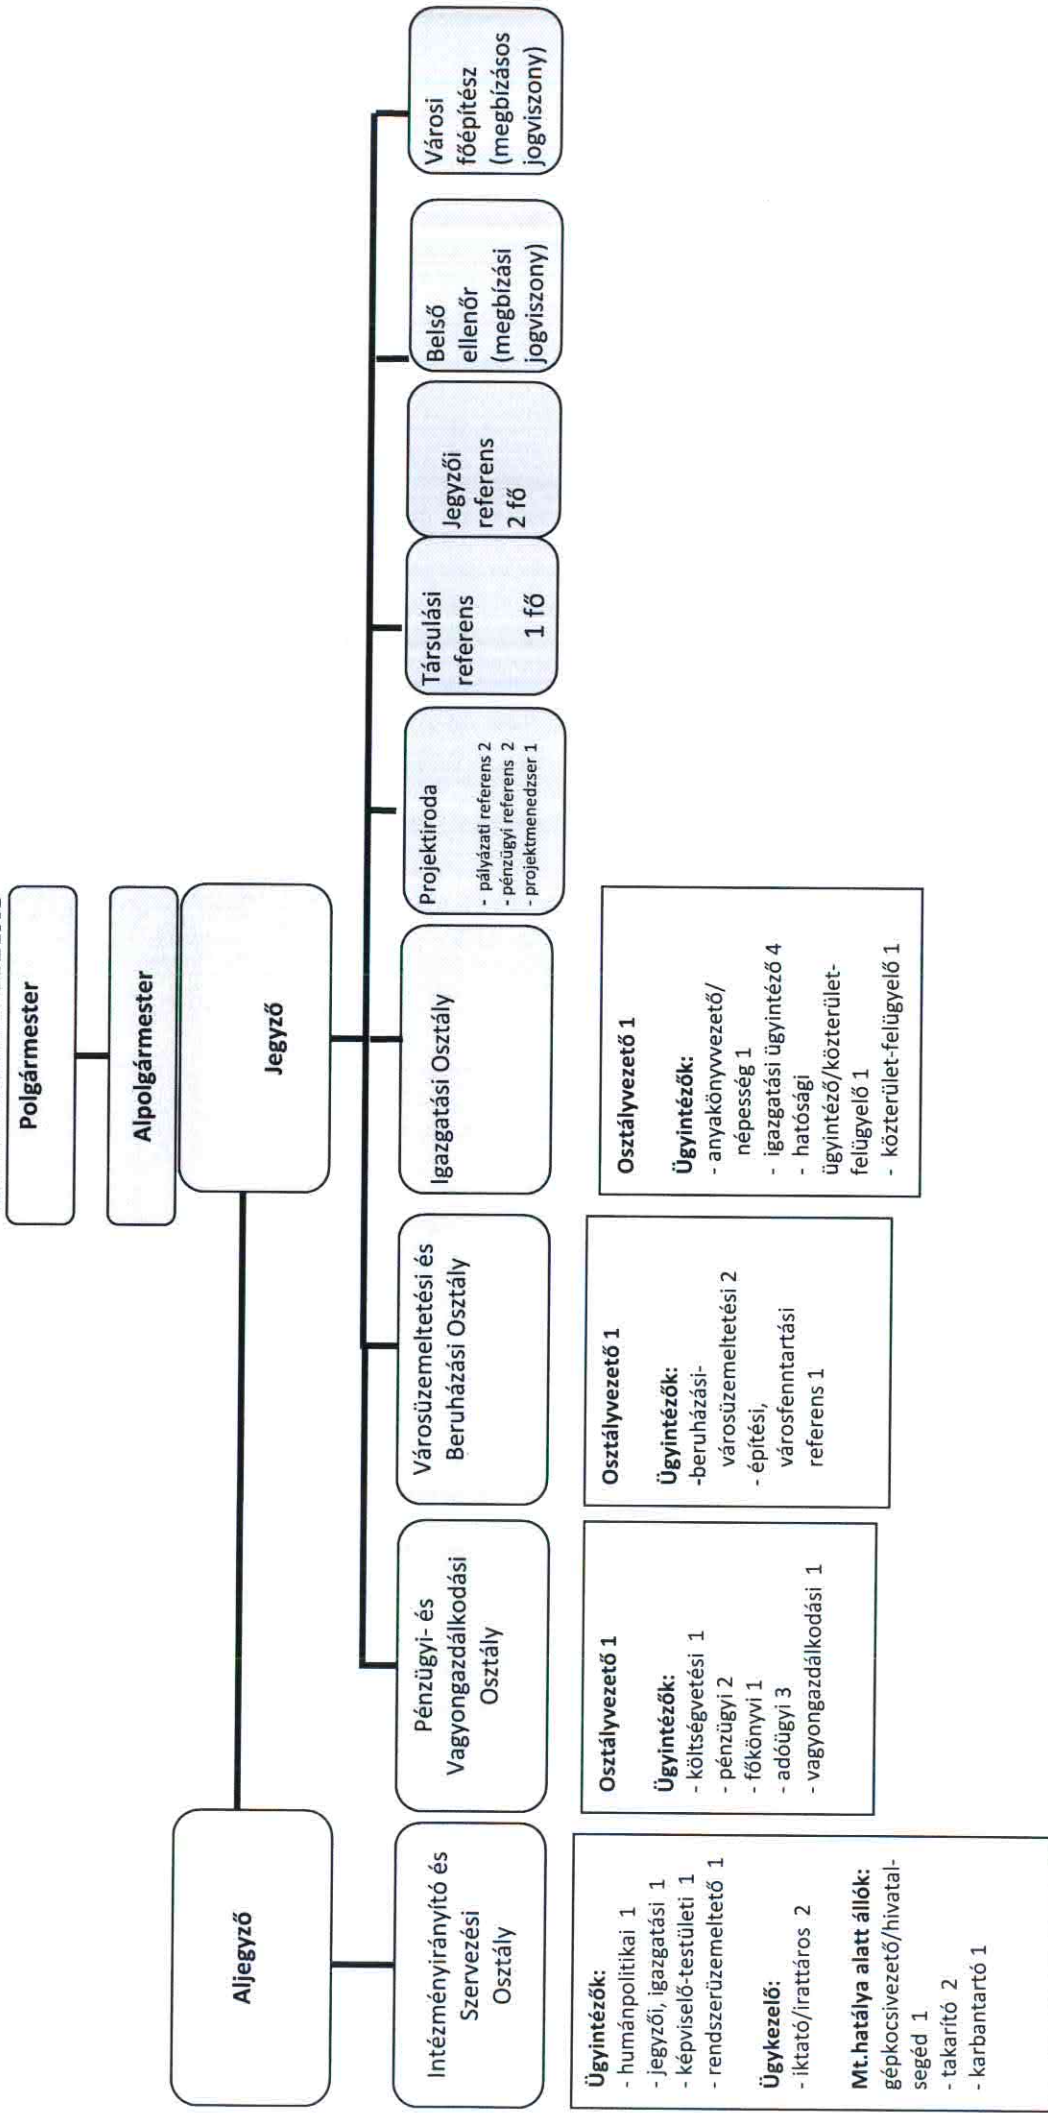 Polgármester
Alpolgármester
Jegyző
Aljegyző
Intézményirányító és
Szervezési
Osztály
Pénzügyi- és
Vagyongazdálkodási
Osztály
Városüzemeltetési és
Beruházási Osztály
Igazgatási Osztály
Projektiroda
- pályázati referens 2
- pénzügyi referens 2
- projektmenedzser 1
Társulási
referens
1 fő
Jegyzői
referens
2 fő
Belső
ellenőr
(megbízási
jogviszony)
Városi
főépítész
(megbízásos
jogviszony)
Ügyintézők:
- humánpolitikai 1
- jegyzői, igazgatási 1
- képviselő-testületi 1
- rendszerüzemeltető 1
Ügykezelő:
- iktató/irattáros 2
Mt.hatálya alatt állók:
gépkocsivezető/hivatal-
segéd 1
- takarító 2
- karbantartó 1
Osztályvezető 1
Ügyintézők:
- költségvetési 1
- pénzügyi 2
- főkönyvi 1
- adóügyi 3
- vagyongazdálkodási 1
Osztályvezető 1
Ügyintézők:
-beruházási-
városüzemeltetési 2
- építési,
városfenntartási
referens 1
Osztályvezető 1
Ügyintézők:
- anyakönyvvezető/
népesség 1
- igazgatási ügyintéző 4
- hatósági
ügyintéző/közterület-
felügyelő 1
- közterület-felügyelő 1